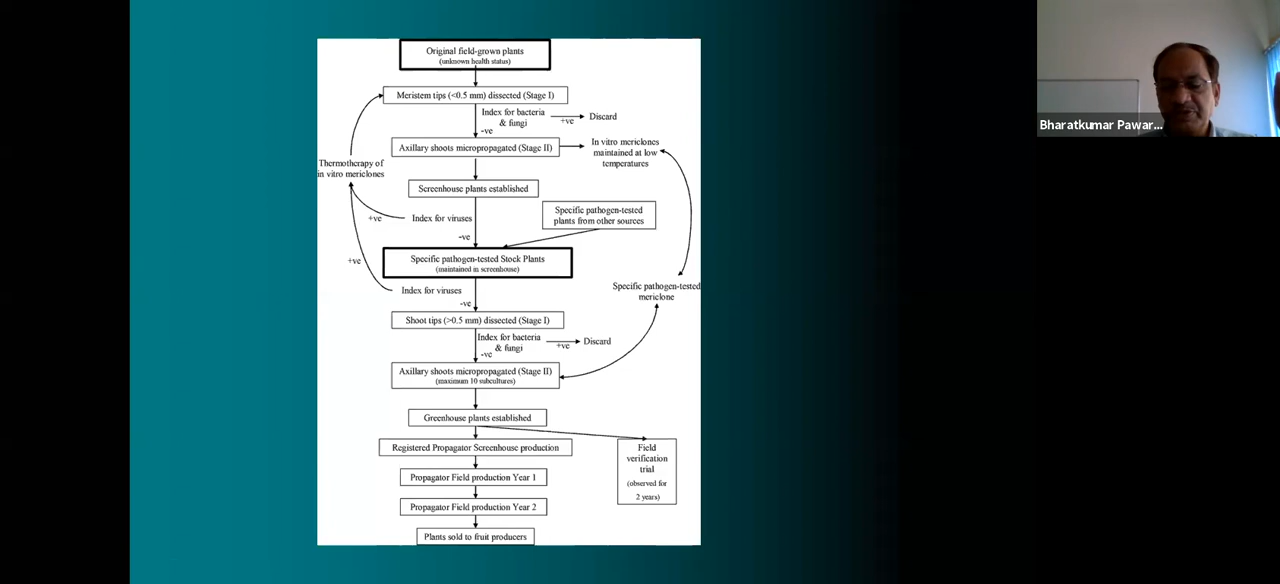 Original field-grown plants
(unknown health status)
Meristem tips (<0.5 mm) dissected (Stage I)
Index for bacteria
& fungi
+ve
Discard
-ve
Axillary shoots micropropagated (Stage II)
In vitro mericlones
maintained at low
temperatures
Thermotherapy of
in vitro mericlones
Screenhouse plants established
Specific pathogen-tested
plants from other sources
+ve
Index for viruses
-ve
Specific pathogen-tested Stock Plants
(maintained in screenhouse)
+ve
Index for viruses
-ve
Specific pathogen-tested
mericlone
Shoot tips (>0.5 mm) dissected (Stage I)
Index for bacteria
& fungi
+ve
Discard
-ve
Axillary shoots micropropagated (Stage II)
(maximum 10 subcultures)
Greenhouse plants established
Registered Propagator Screenhouse production
Field
verification
trial
(observed for
2 years)
Propagator Field production Year 1
Propagator Field production Year 2
Plants sold to fruit producers
Bharatkumar Pawar...